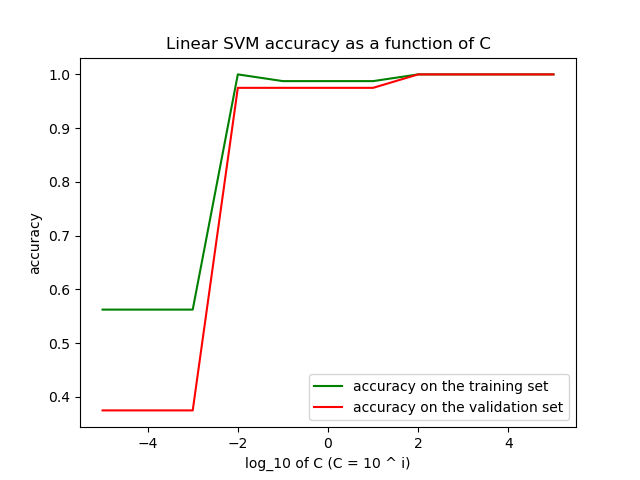 Linear SVM accuracy as a function of C
1.0
0.9
0.8
0.7
0.6
0.5
0.4
accuracy
accuracy on the training set
accuracy on the validation set
−4 −2 0 2 4
log_10 of C (C = 10 ^ i)